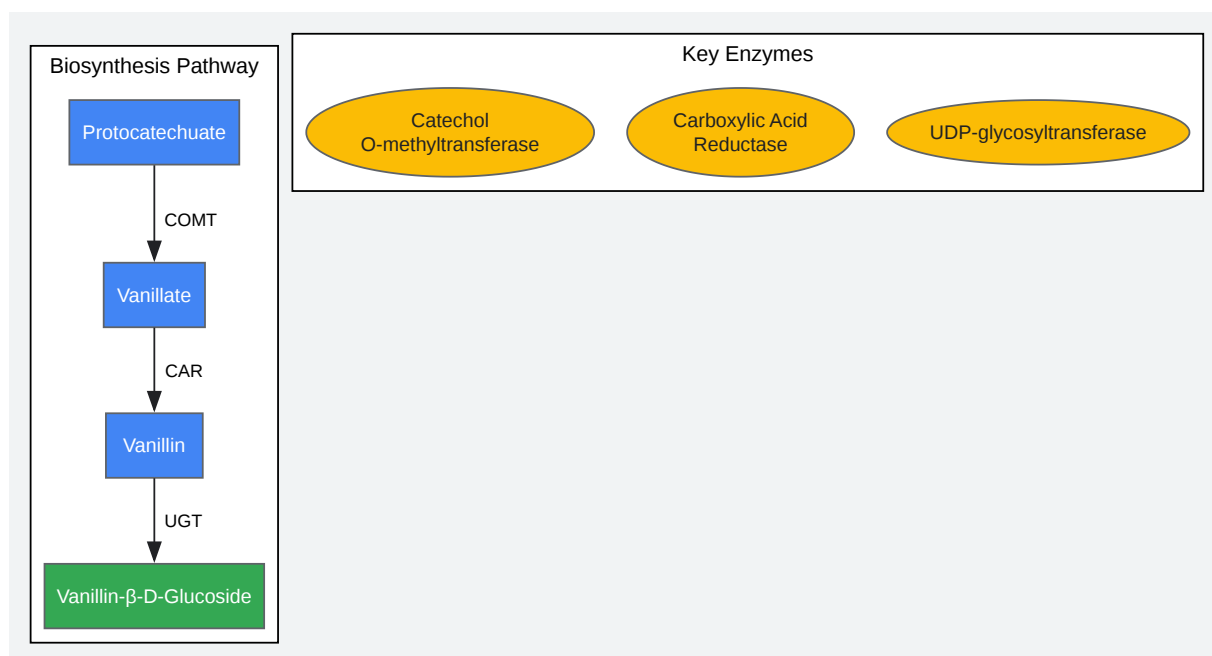 Biosynthesis Pathway
Protocatechuate
COMT
Vanillate
CAR
Vanillin
UGT
Vanillin-β-D-Glucoside
Key Enzymes
Catechol
O-methyltransferase
Carboxylic Acid
Reductase
UDP-glycosyltransferase